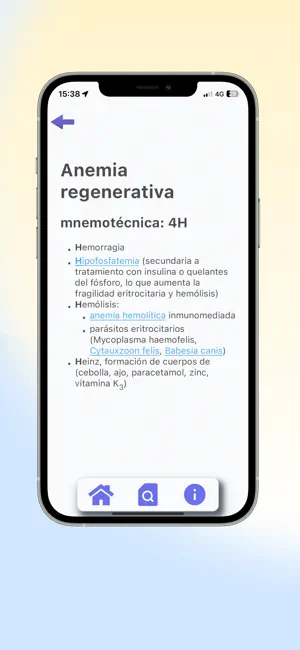 15:38
4G
Anemia
regenerativa
mnemotécnica: 4H
• Hemorragia
• Hipofosfatemia (secundaria a
tratamiento con insulina o quelantes
del fósforo, lo que aumenta la
fragilidad eritrocitaria y hemólisis)
• Hemólisis:
• anemia hemolítica inmunomediada
• parásitos eritrocitarios
(Mycoplasma haemofelis,
Cytauxzoon felis, Babesia canis)
• Heinz, formación de cuerpos de
(cebolla, ajo, paracetamol, zinc,
vitamina K3)